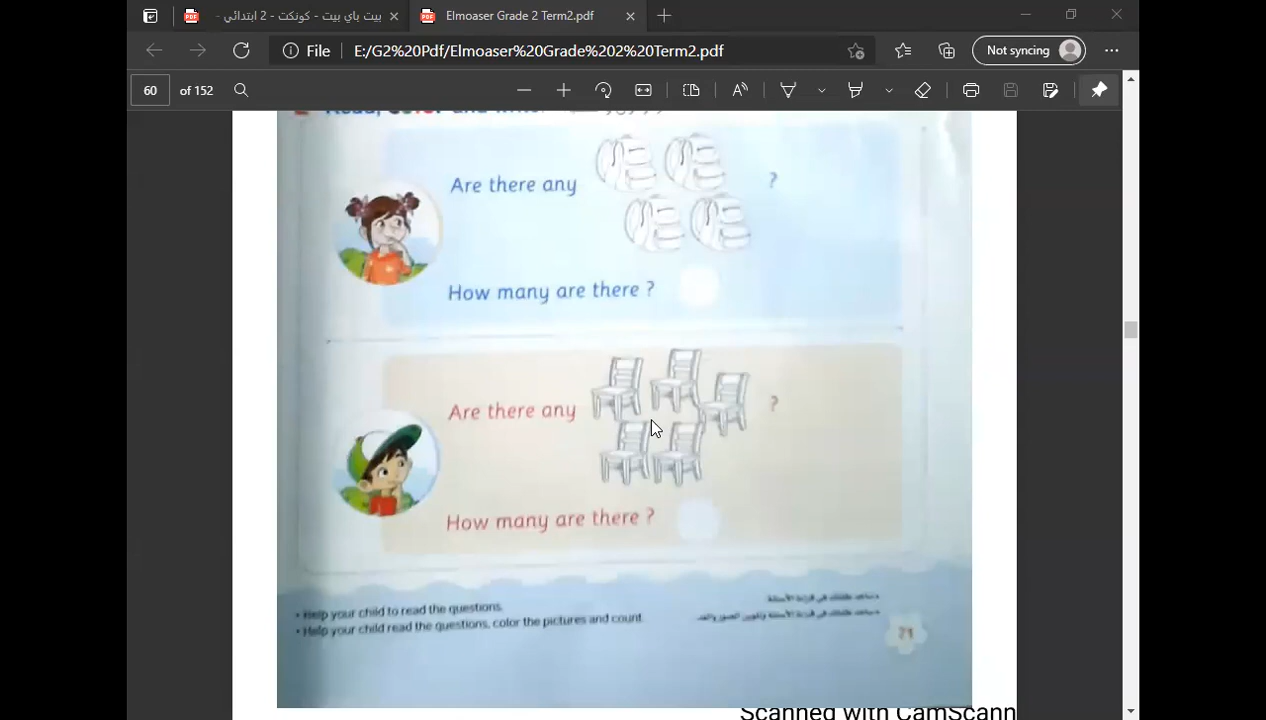 بيت باي بيت - كونكت - 2 ابتدائي -
Elmoaser Grade 2 Term2.pdf
File
E:/G2%20Pdf/Elmoaser%20Grade%202%20Term2.pdf
Not syncing
60 of 152
Are there any ?
How many are there ?
Are there any ?
How many are there ?
• Help your child to read the questions.
• Help your child read the questions, color the pictures and count
71
Scanned with CamScann